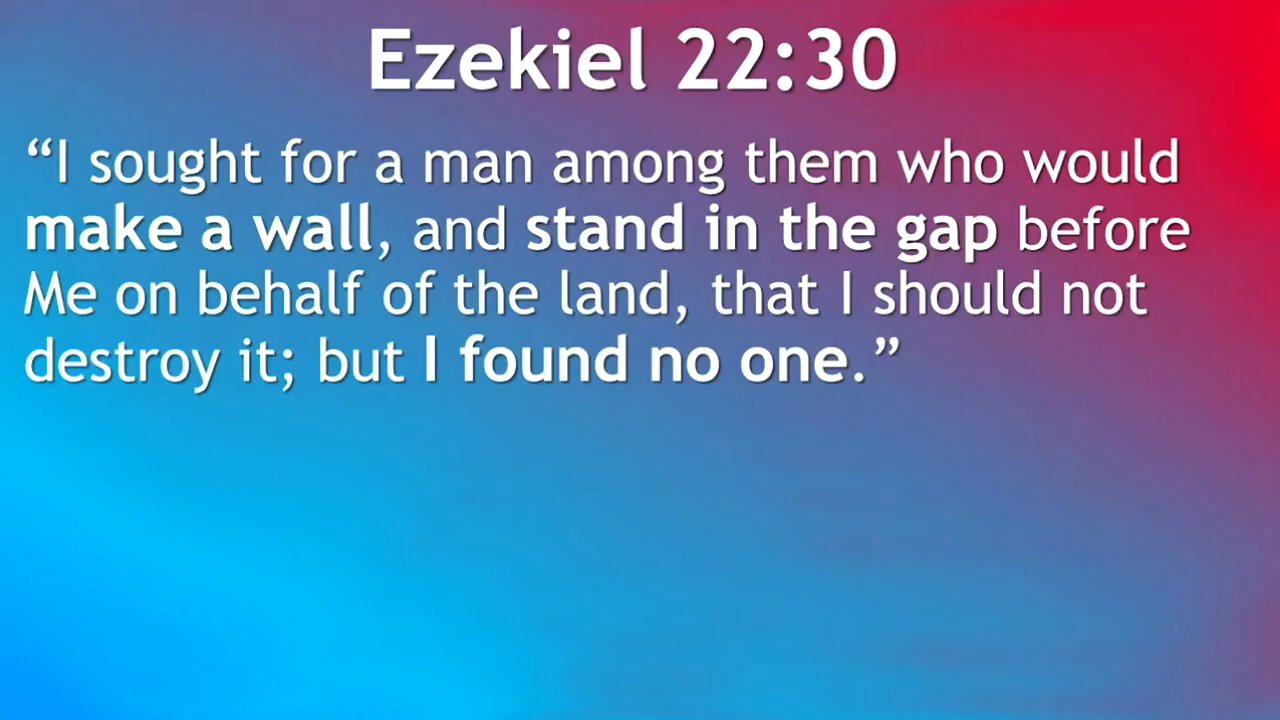 Ezekiel 22:30
“I sought for a man among them who would
make a wall, and stand in the gap before
Me on behalf of the land, that I should not
destroy it; but I found no one.”